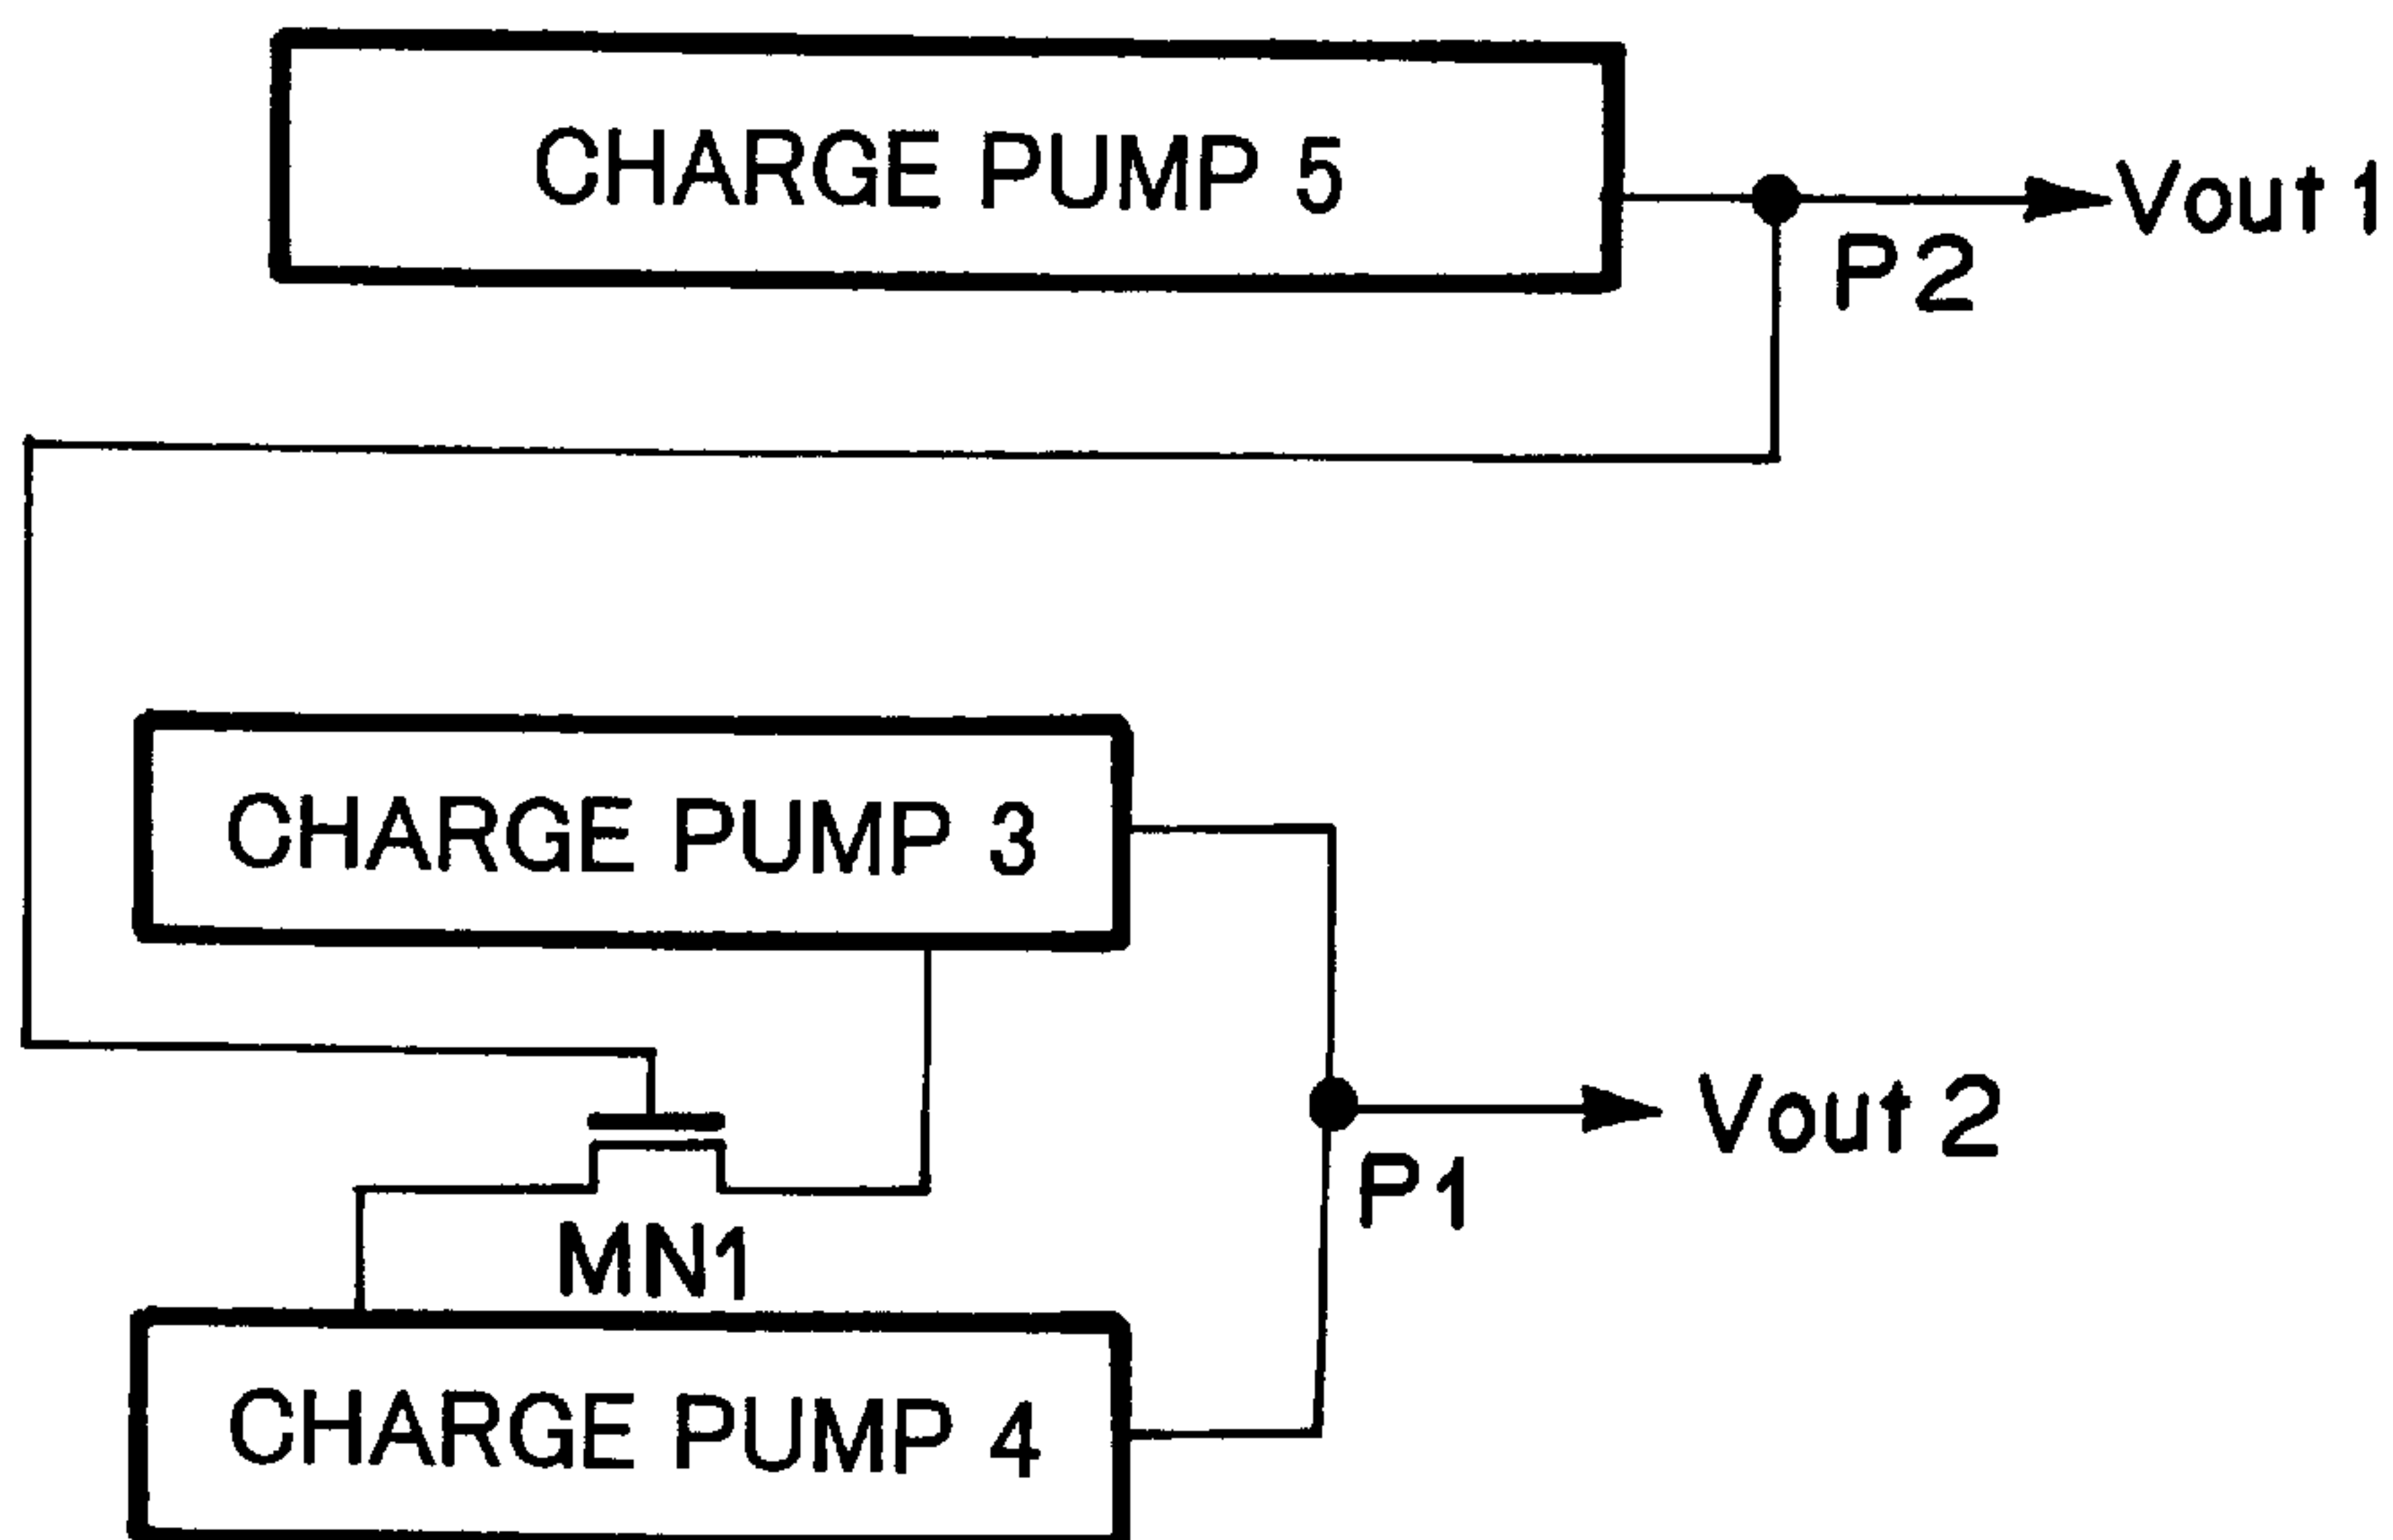 CHARGE PUMP 5
Vout 1
P2
CHARGE PUMP 3
Vout 2
P1
MN1
CHARGE PUMP 4